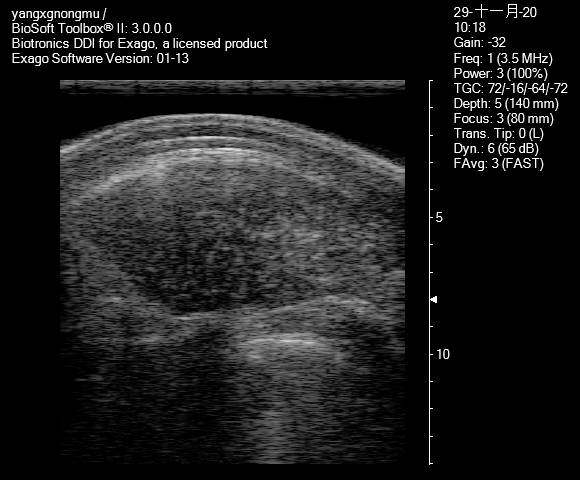 yangxgnongmu /
BioSoft Toolbox® II: 3.0.0.0
Biotronics DDI for Exago, a licensed product
Exago Software Version: 01-13
29-十一月-20
10:18
Gain: -32
Freq: 1 (3.5 MHz)
Power: 3 (100%)
TGC: 72/-16/-64/-72
Depth: 5 (140 mm)
Focus: 3 (80 mm)
Trans. Tip: 0 (L)
Dyn.: 6 (65 dB)
FAvg: 3 (FAST)
5
10